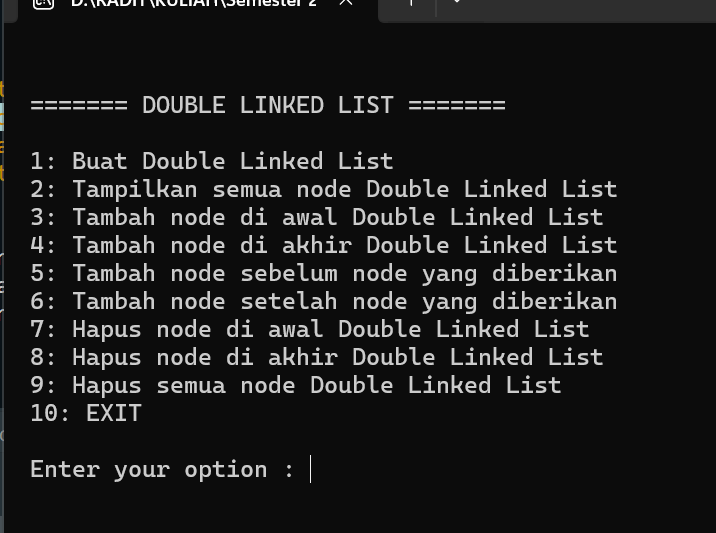 D:\RADIT\KULIAH\Semester 2
======= DOUBLE LINKED LIST =======
1: Buat Double Linked List
2: Tampilkan semua node Double Linked List
3: Tambah node di awal Double Linked List
4: Tambah node di akhir Double Linked List
5: Tambah node sebelum node yang diberikan
6: Tambah node setelah node yang diberikan
7: Hapus node di awal Double Linked List
8: Hapus node di akhir Double Linked List
9: Hapus semua node Double Linked List
10: EXIT
Enter your option :